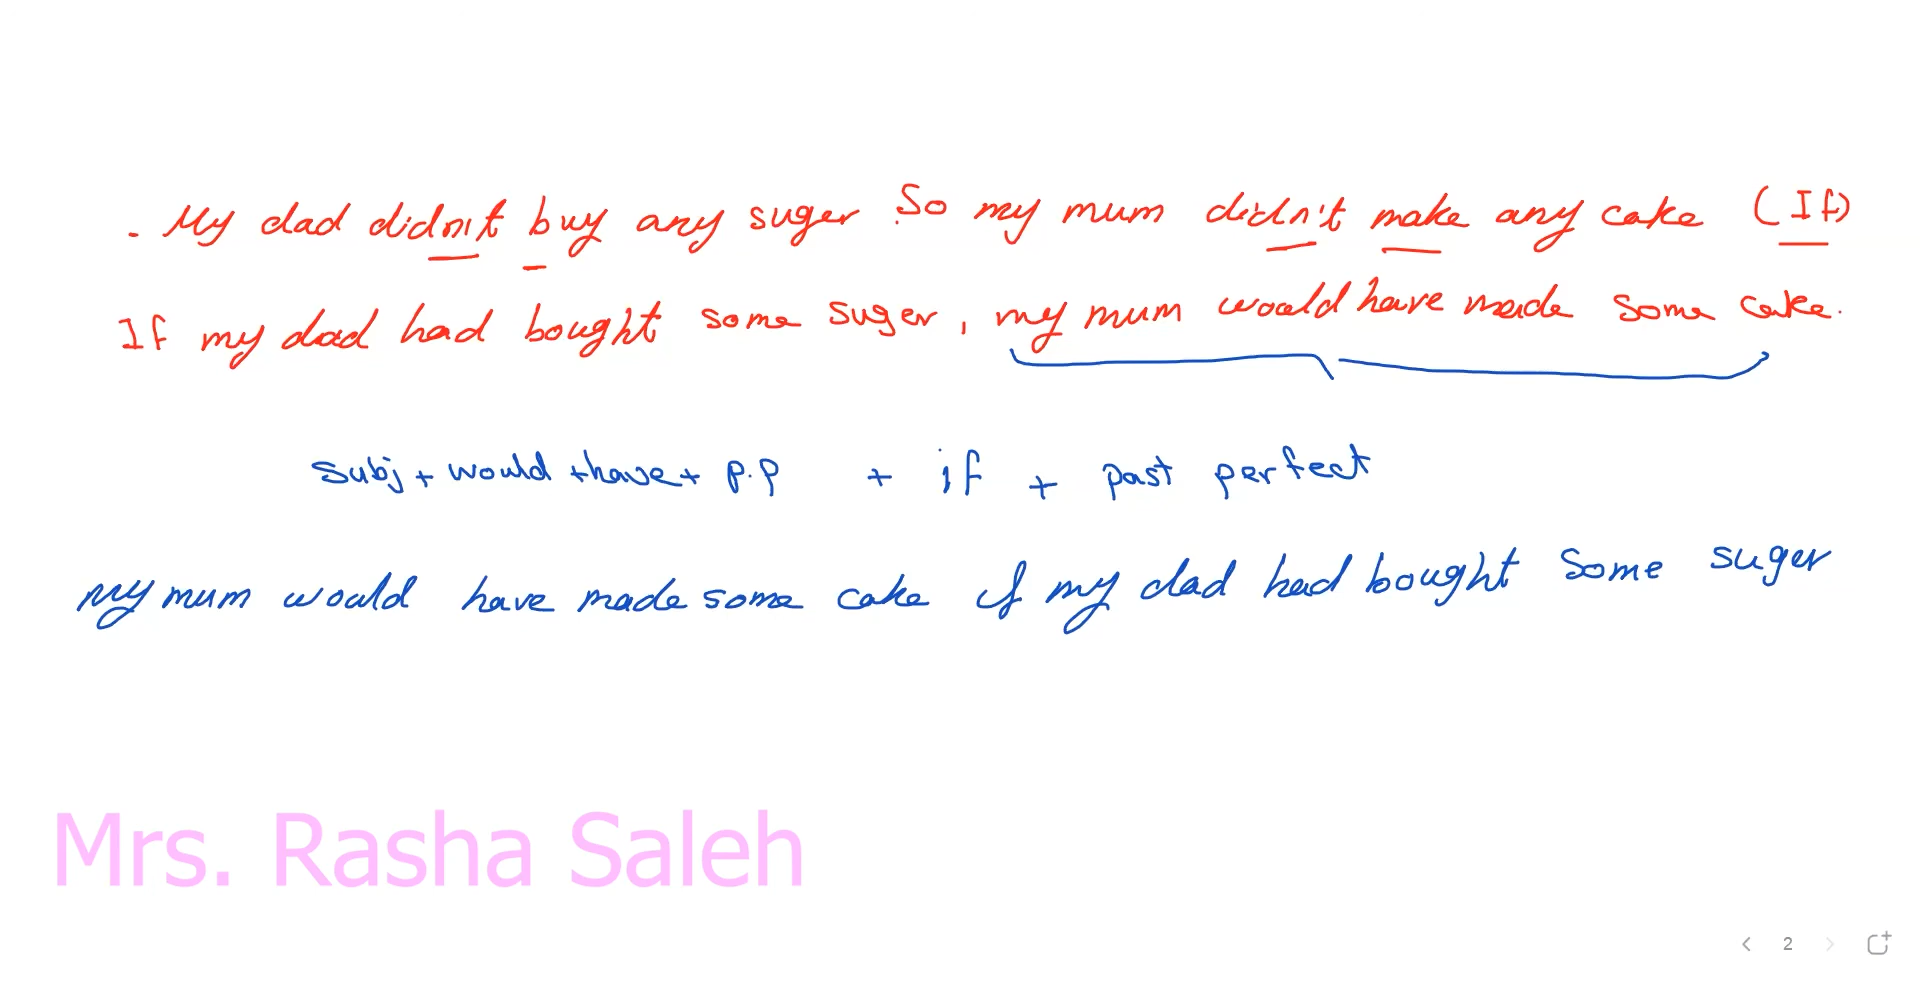 . My dad didn't buy any suger So my mum didn't make any cake (If)
If my dad had bought some suger, my mum would have made some cake.
Subj + would + have + p.p + if + past perfect
My mum would have made some cake if my dad had bought some suger
Mrs. Rasha Saleh
2